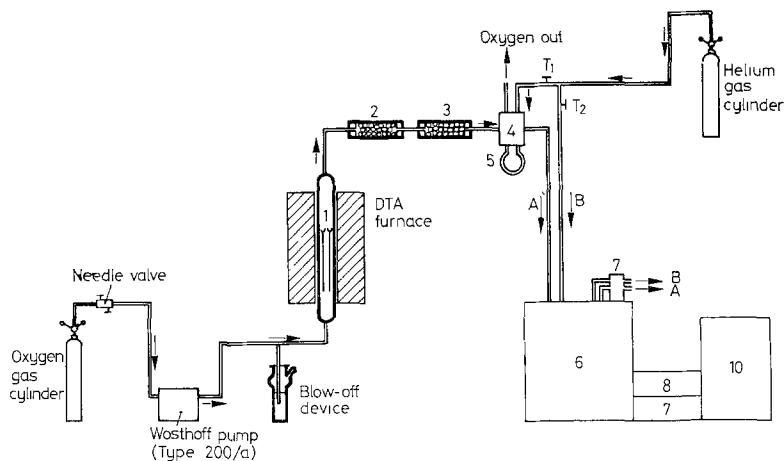 Oxygen out
T1
T2
Helium
gas
cylinder
2
3
4
5
DTA
furnace
1
A
B
7
B
A
Needle valve
Oxygen
gas
cylinder
Wosthoff pump
(Type 200/a)
Blow-off
device
6
8
7
10